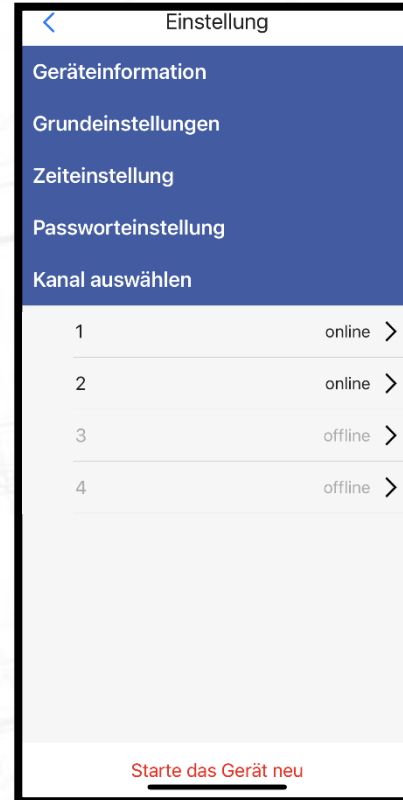 Einstellung
Geräteinformation
Grundeinstellungen
Zeiteinstellung
Passworteinstellung
Kanal auswählen
1 online
2 online
3 offline
4 offline
Starte das Gerät neu